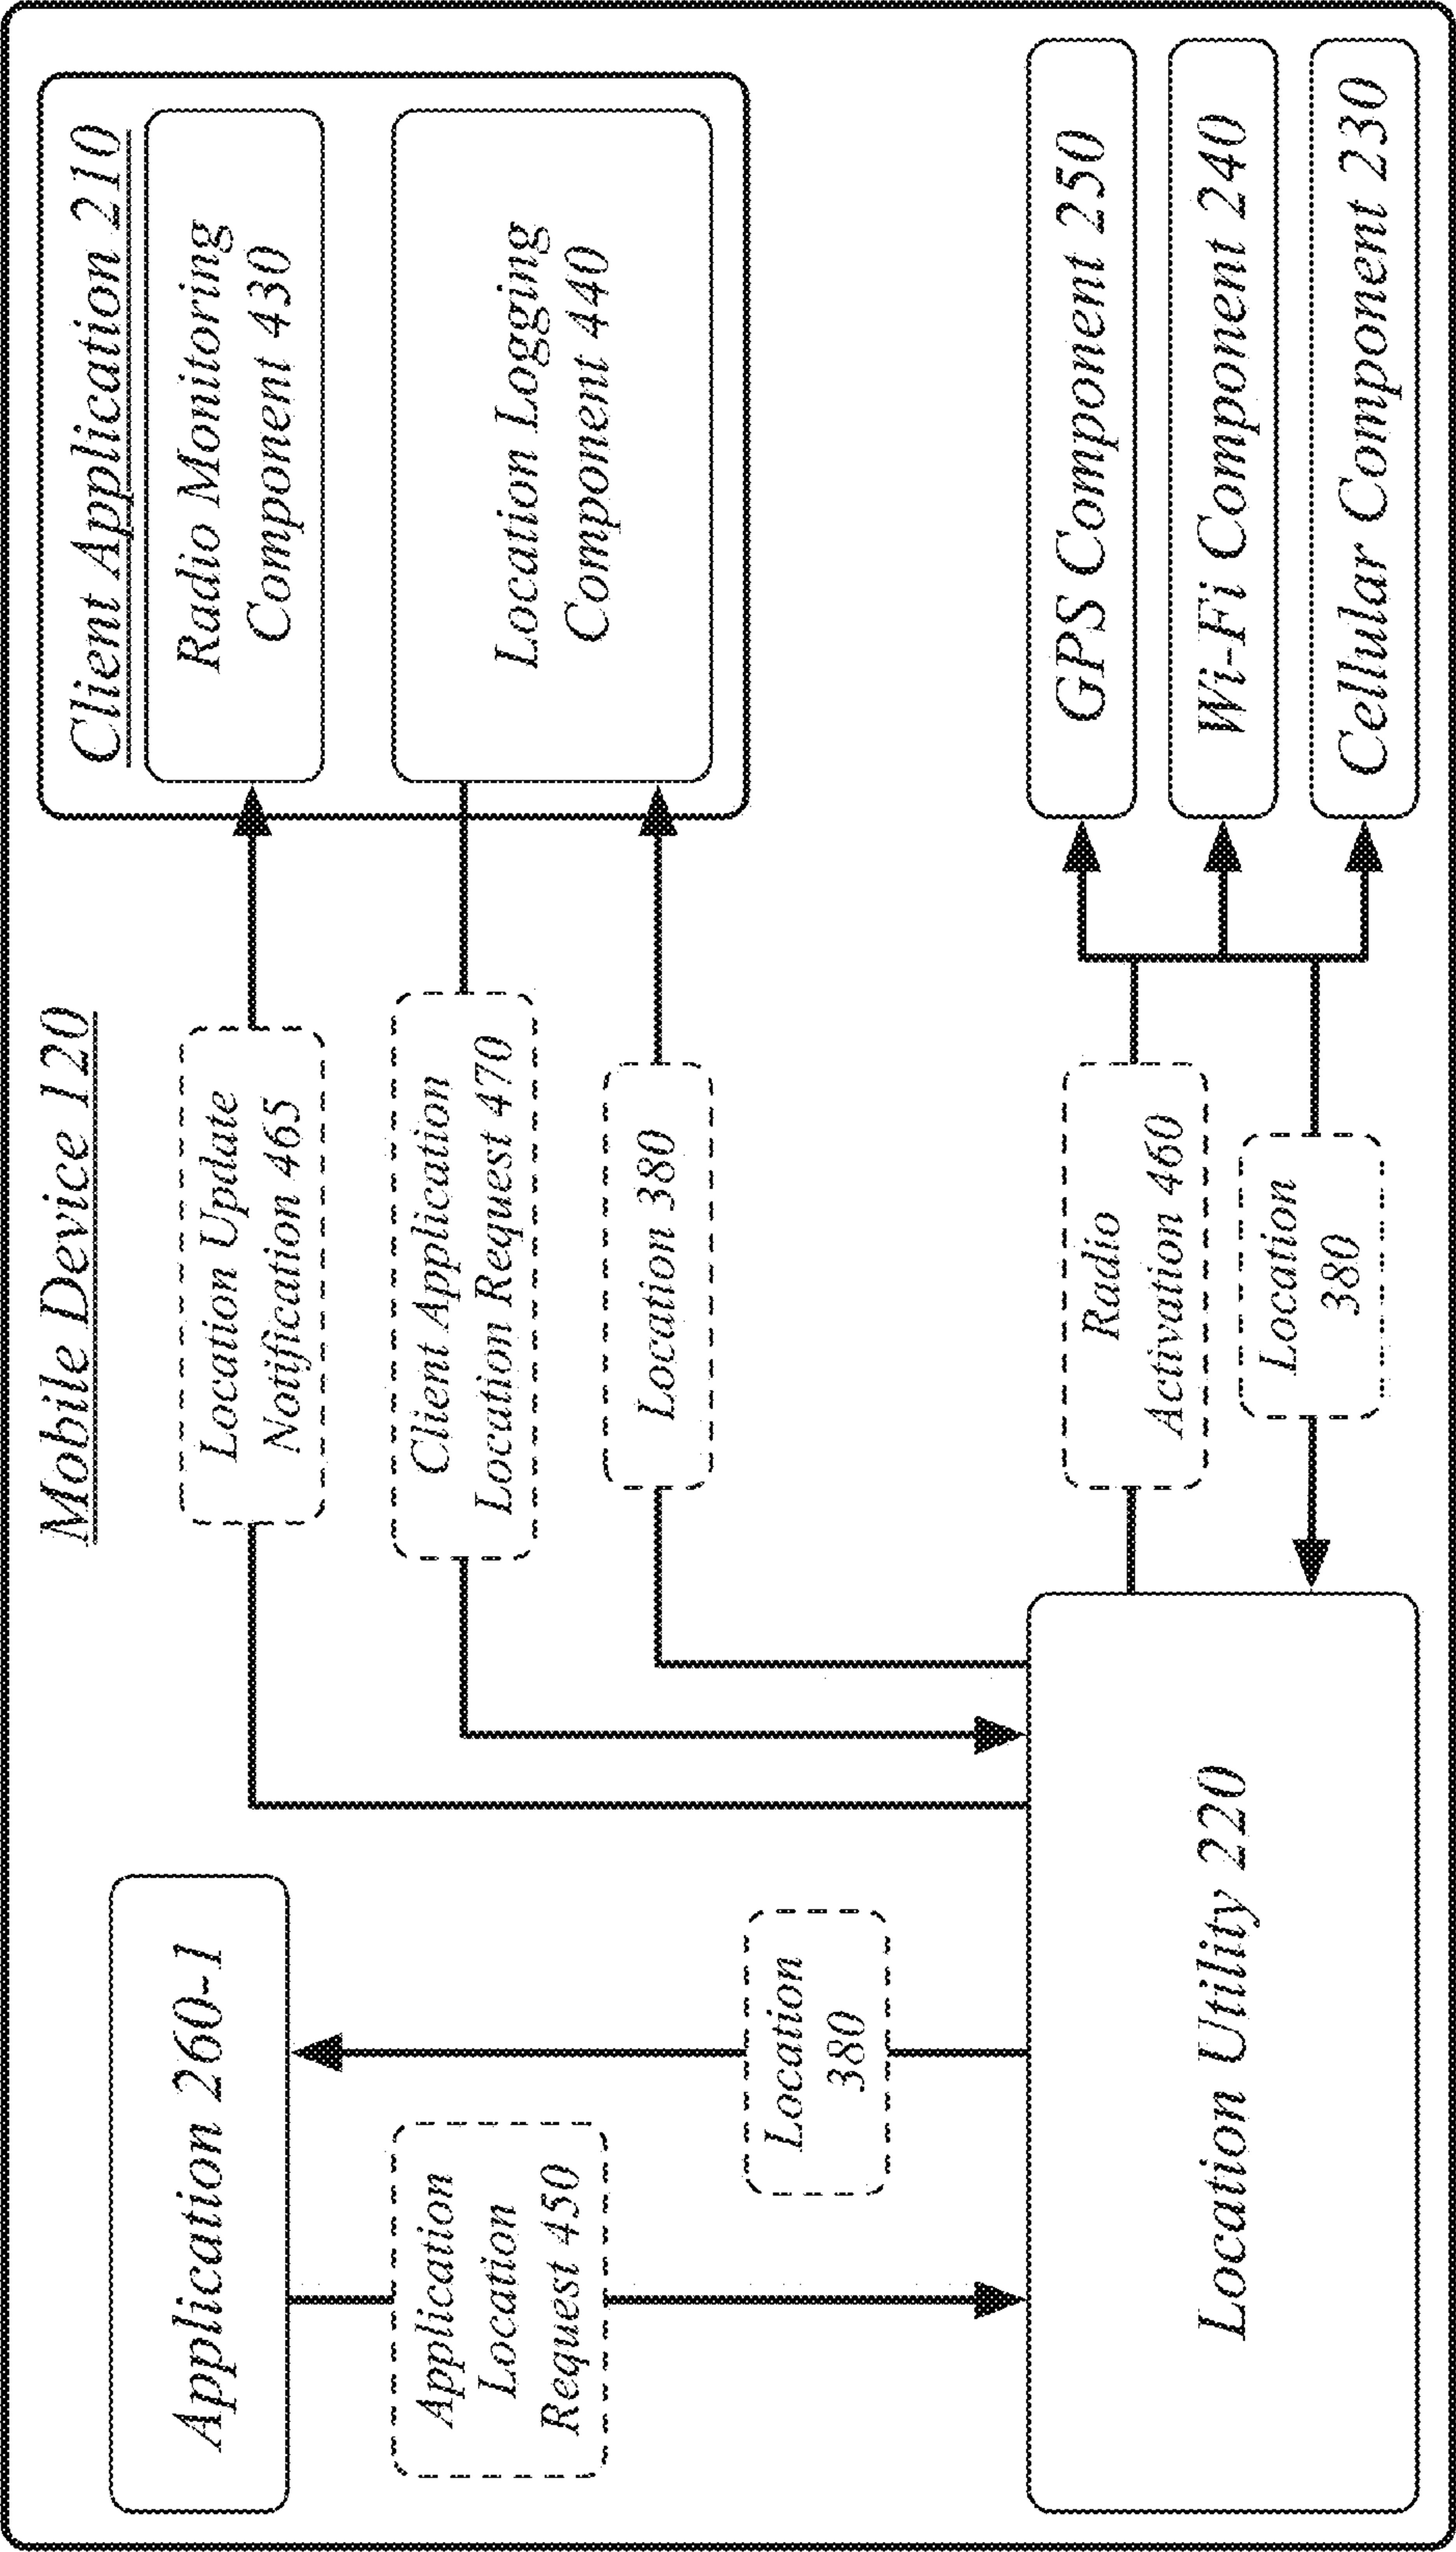 Mobile Device 120
Application 260-1
Application
Location
Request 450
Location
380
Location Utility 220
Location Update
Notification 465
Client Application
Location Request 470
Location 380
Client Application 210
Radio Monitoring
Component 430
Location Logging
Component 440
Radio
Activation 460
Location
380
GPS Component 250
Wi-Fi Component 240
Cellular Component 230